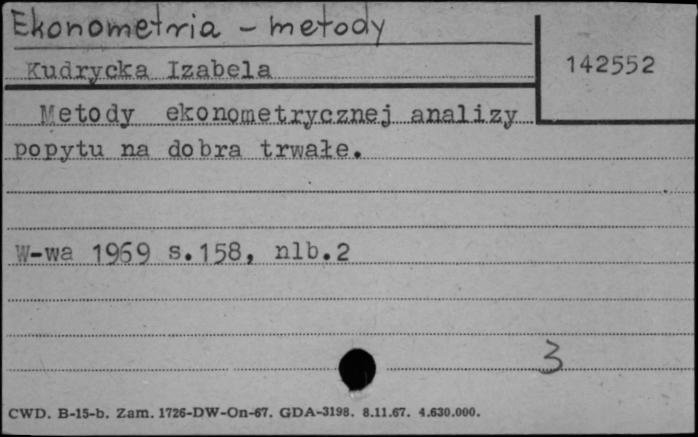 Ekonometria - metody
Kudrycka Izabela
142552
Metody ekonometrycznej analizy
popytu na dobra trwałe.
W-wa 1969 s.158, nlb.2
3
CWD. B-15-b. Zam. 1726-DW-On-67. GDA-3198. 8.11.67. 4.630.000.